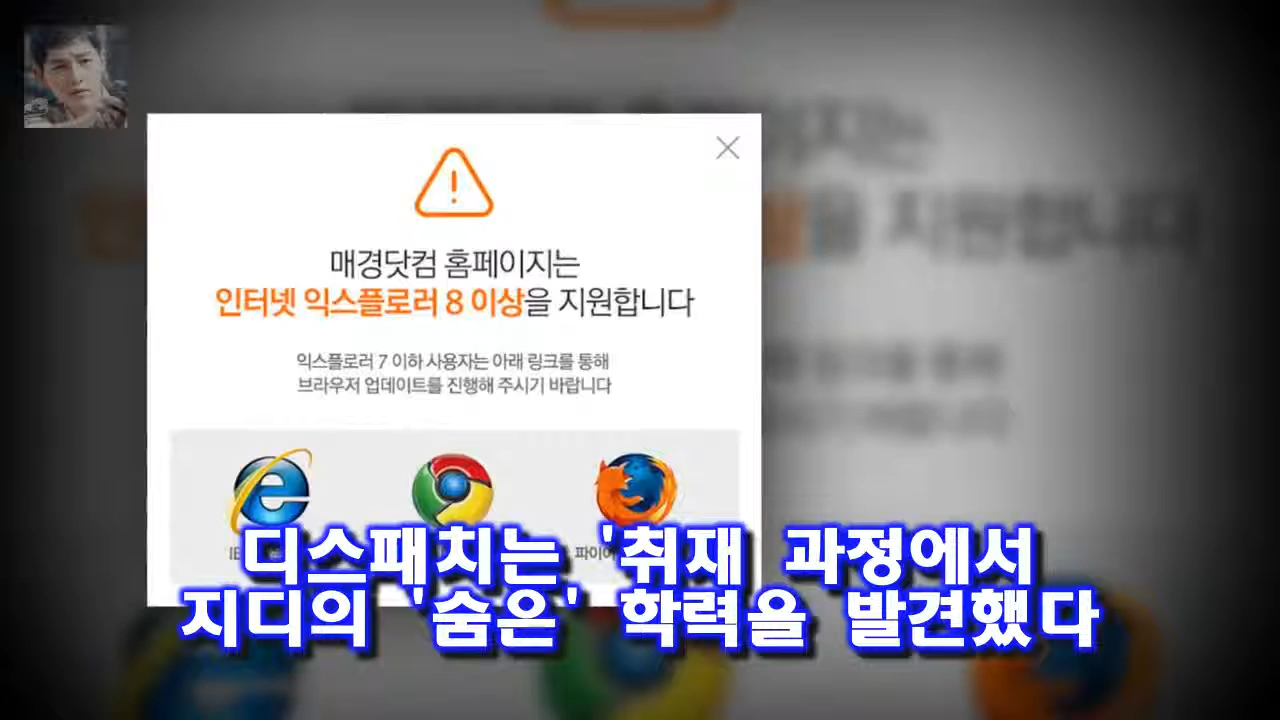 매경닷컴 홈페이지는
인터넷 익스플로러 8 이상을 지원합니다
익스플로러 7 이하 사용자는 아래 링크를 통해
브라우저 업데이트를 진행해 주시기 바랍니다
디스패치는 '취재 과정에서
지디의 '숨은' 학력을 발견했다